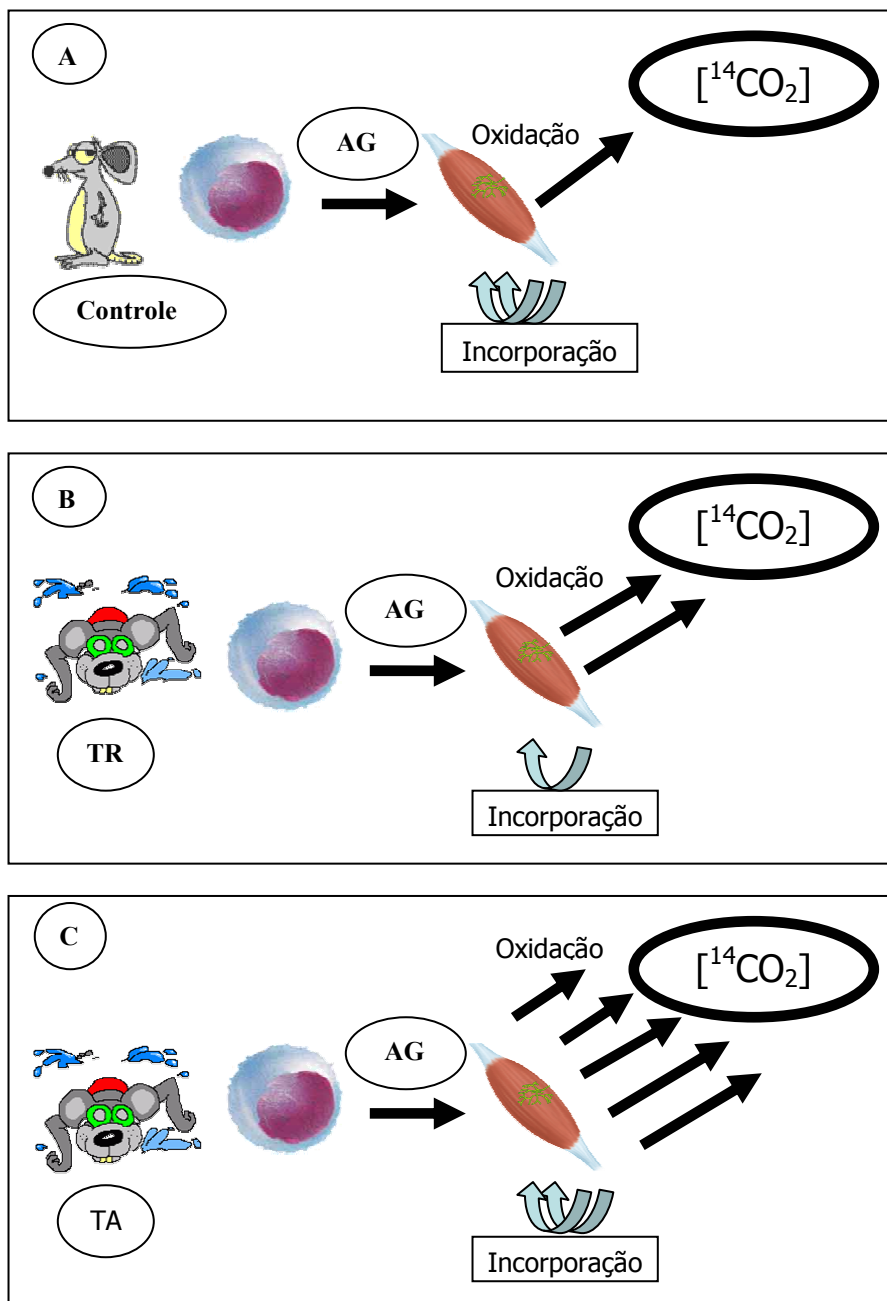 A
[¹⁴CO₂]
Oxidação
AG
Controle
Incorporação
B
[¹⁴CO₂]
Oxidação
AG
TR
Incorporação
C
Oxidação
[¹⁴CO₂]
AG
TA
Incorporação